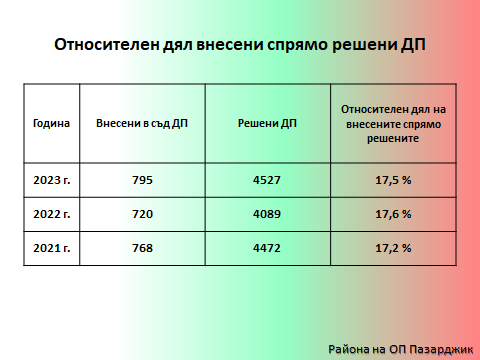 Относителен дял внесени спрямо решени ДП
Година Внесени в съд ДП Решени ДП Относителен дял на
внесените спрямо
решените
2023 г. 795 4527 17,5 %
2022 г. 720 4089 17,6 %
2021 г. 768 4472 17,2 %
Района на ОП Пазарджик